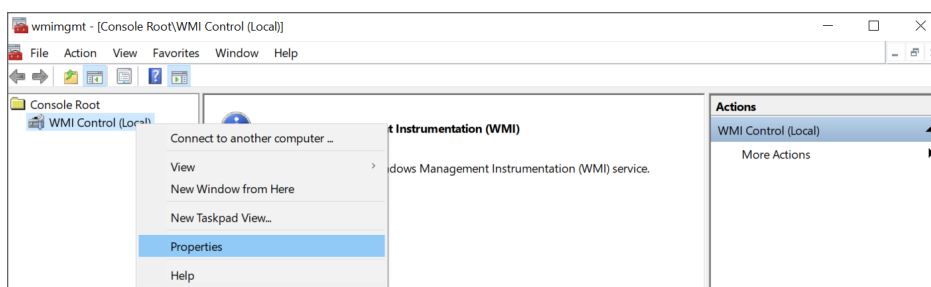 wmimgmt - [Console Root\WMI Control (Local)]
File Action View Favorites Window Help
Console Root
WMI Control (Local)
Connect to another computer ...
View
New Window from Here
New Taskpad View...
Properties
Help
t Instrumentation (WMI)
dows Management Instrumentation (WMI) service.
Actions
WMI Control (Local)
More Actions